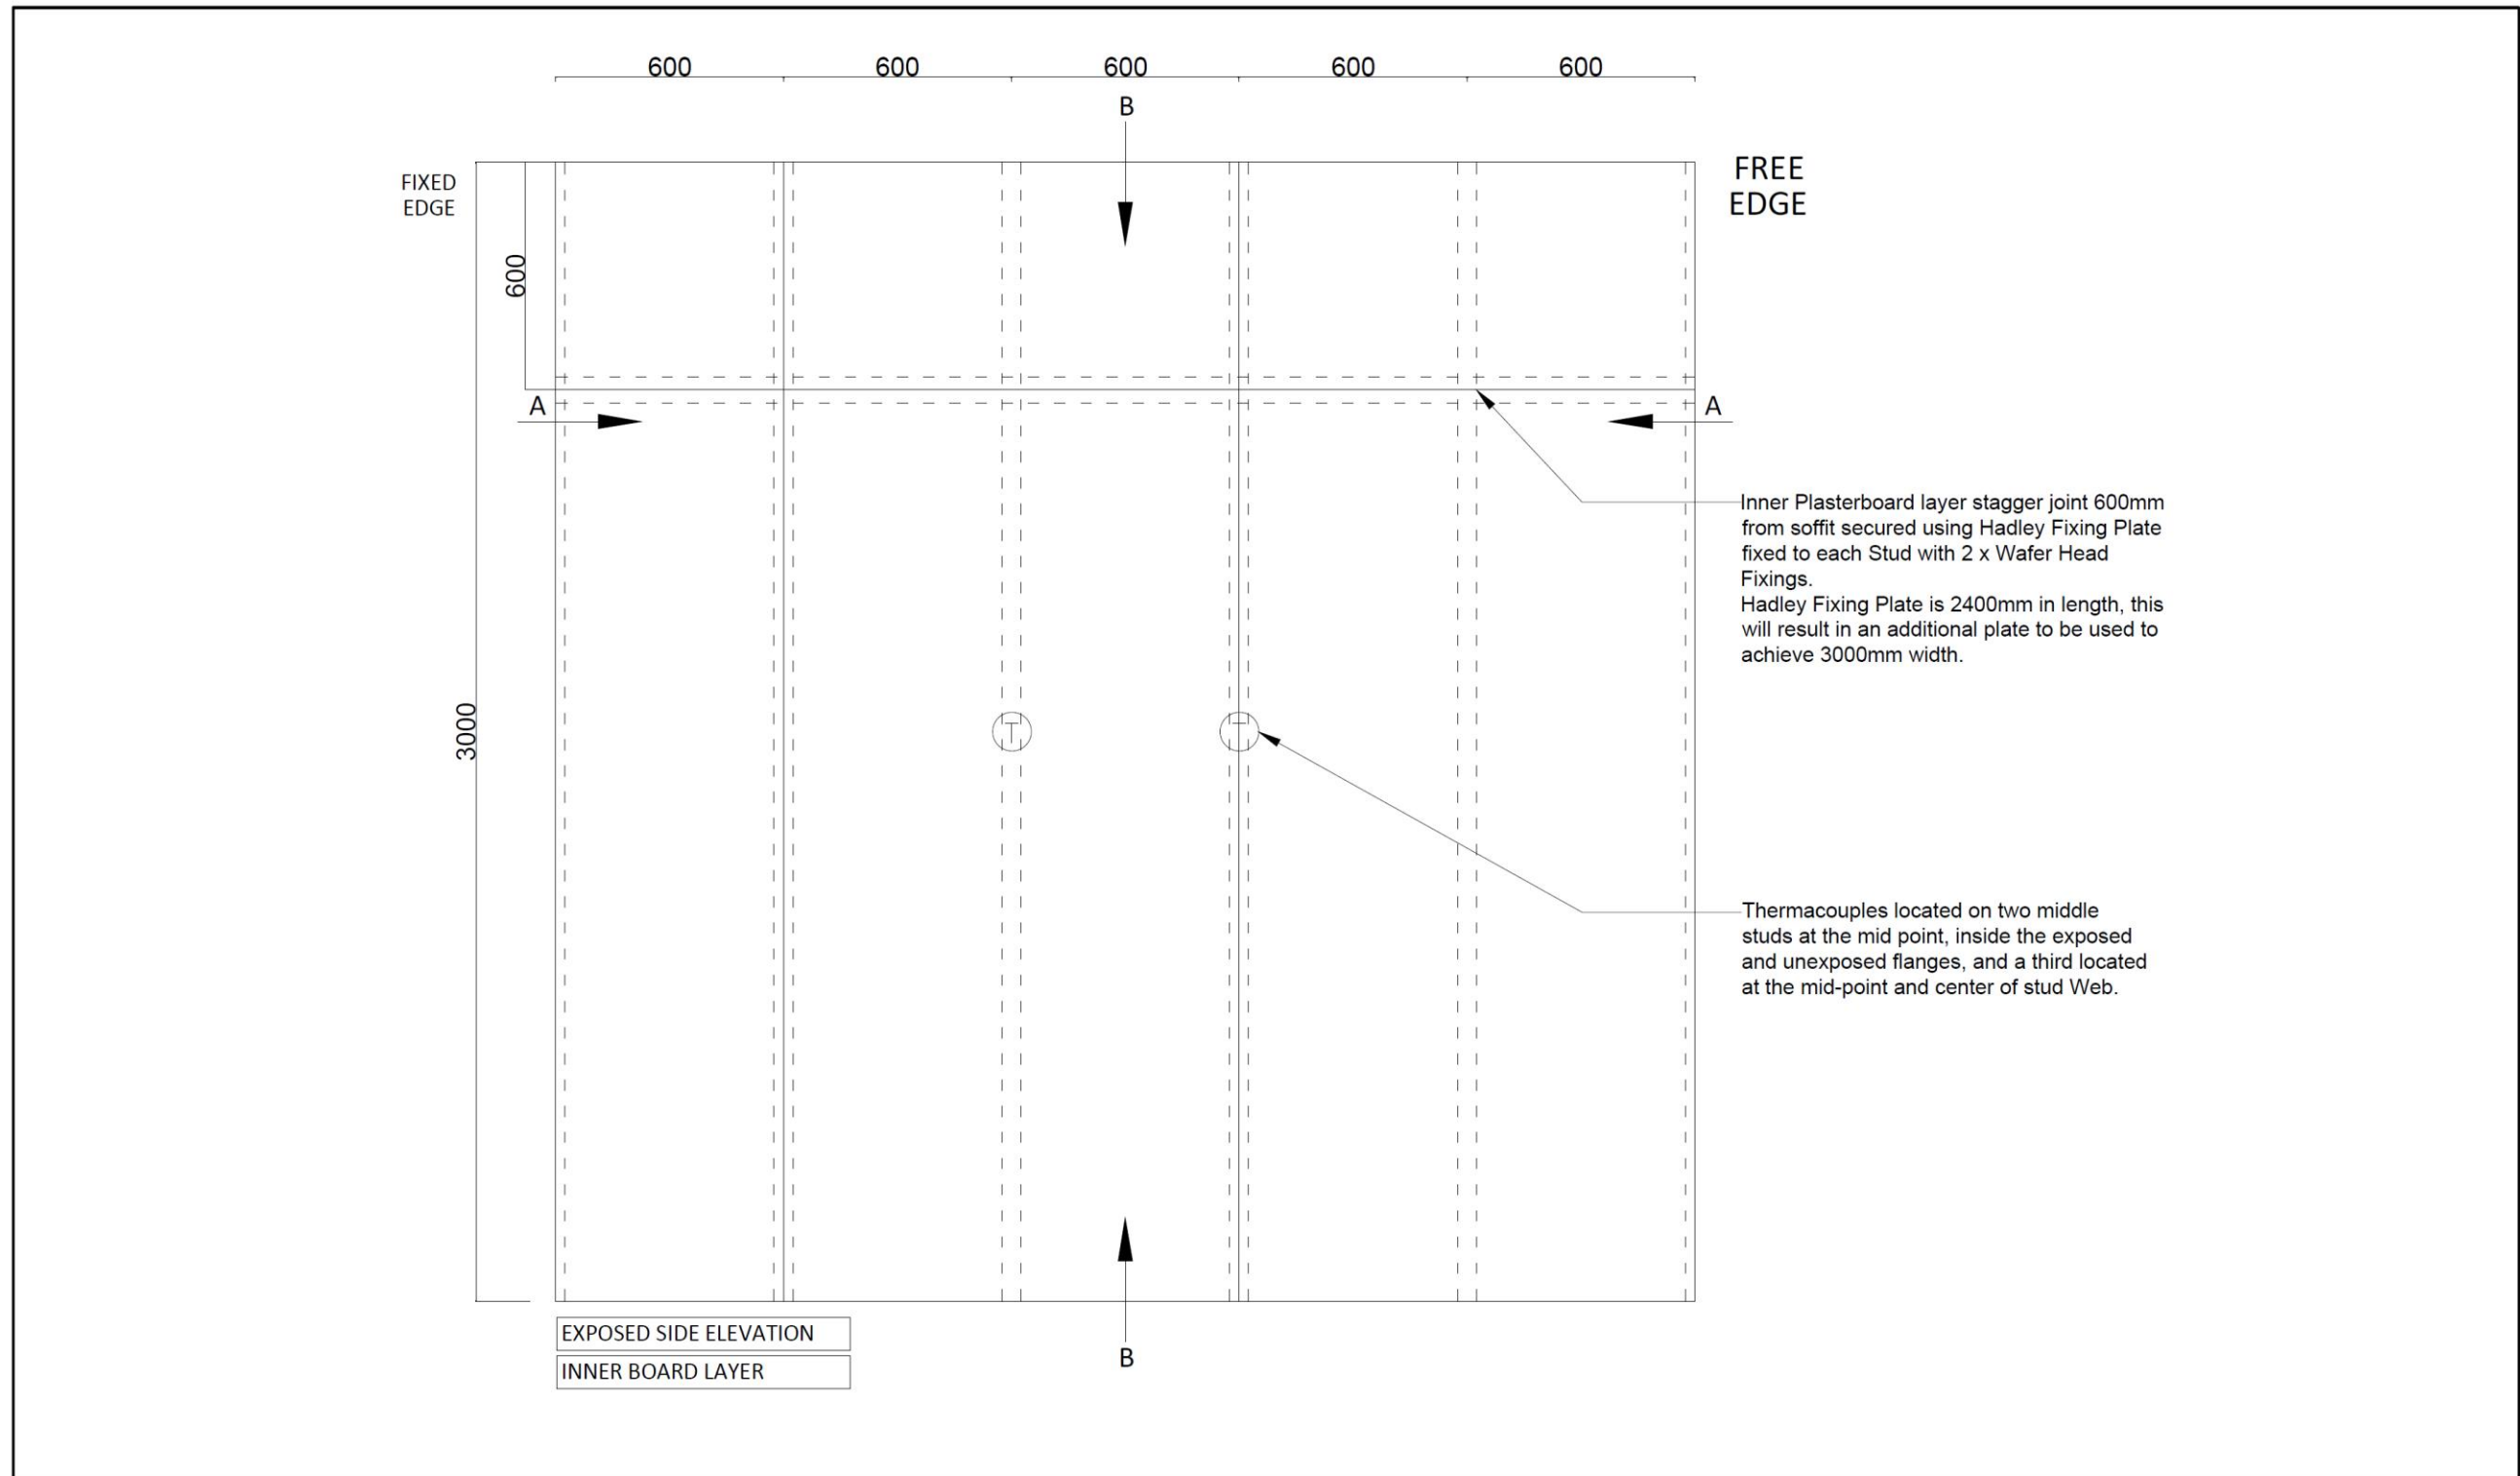 600
600
600
600
600
B
FIXED
EDGE
FREE
EDGE
600
A
A
Inner Plasterboard layer stagger joint 600mm
from soffit secured using Hadley Fixing Plate
fixed to each Stud with 2 x Wafer Head
Fixings.
Hadley Fixing Plate is 2400mm in length, this
will result in an additional plate to be used to
achieve 3000mm width.
3000
T
T
Thermacouples located on two middle
studs at the mid point, inside the exposed
and unexposed flanges, and a third located
at the mid-point and center of stud Web.
EXPOSED SIDE ELEVATION
INNER BOARD LAYER
B